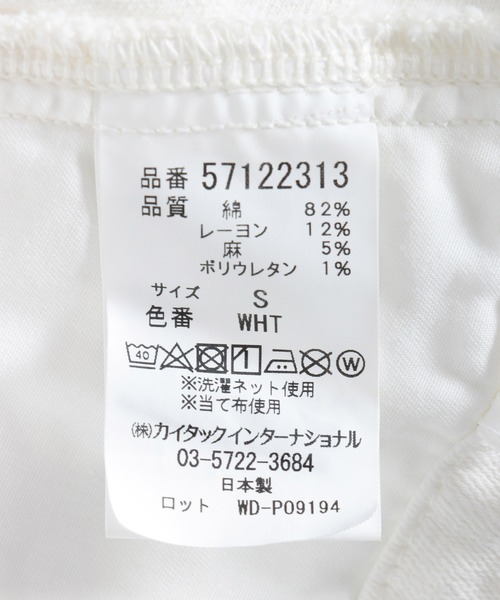 品番 57122313
品質 綿 82%
レーヨン 12%
麻 5%
ポリウレタン 1%
サイズ S
色番 WHT
40 W
※洗濯ネット使用
※当て布使用
㈱カイタックインターナショナル
03-5722-3684
日本製
ロット WD-P09194